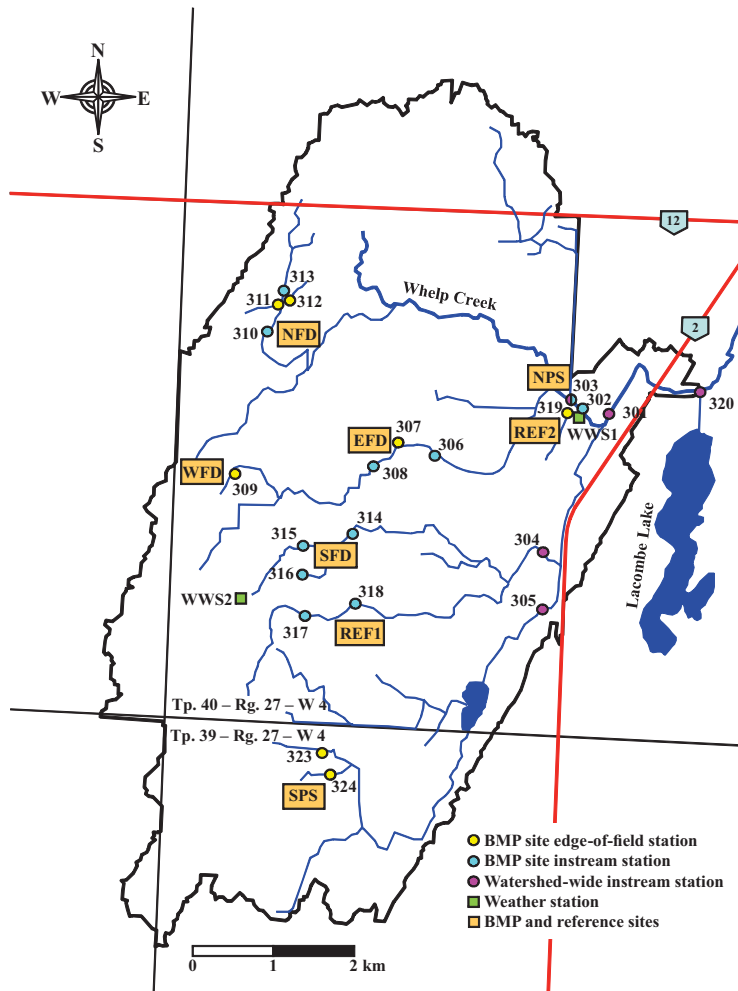 N
W E
S
12
313
311 312
310 NFD
Whelp Creek
2
NPS
303
302
319
301
320
REF2
WWS1
307
EFD
306
308
WFD
309
314
315
SFD
304
316
WWS2
318
305
317 REF1
Lacombe Lake
Tp. 40 – Rg. 27 – W 4
Tp. 39 – Rg. 27 – W 4
323
324
SPS
BMP site edge-of-field station
BMP site instream station
Watershed-wide instream station
Weather station
BMP and reference sites
0 1 2 km